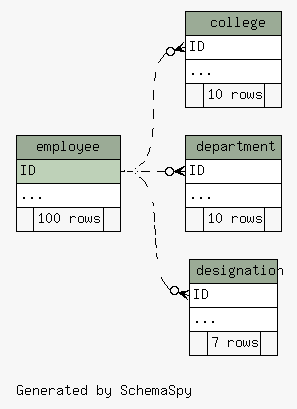 college
ID
...
10 rows
employee
ID
...
100 rows
department
ID
...
10 rows
designation
ID
...
7 rows
Generated by SchemaSpy